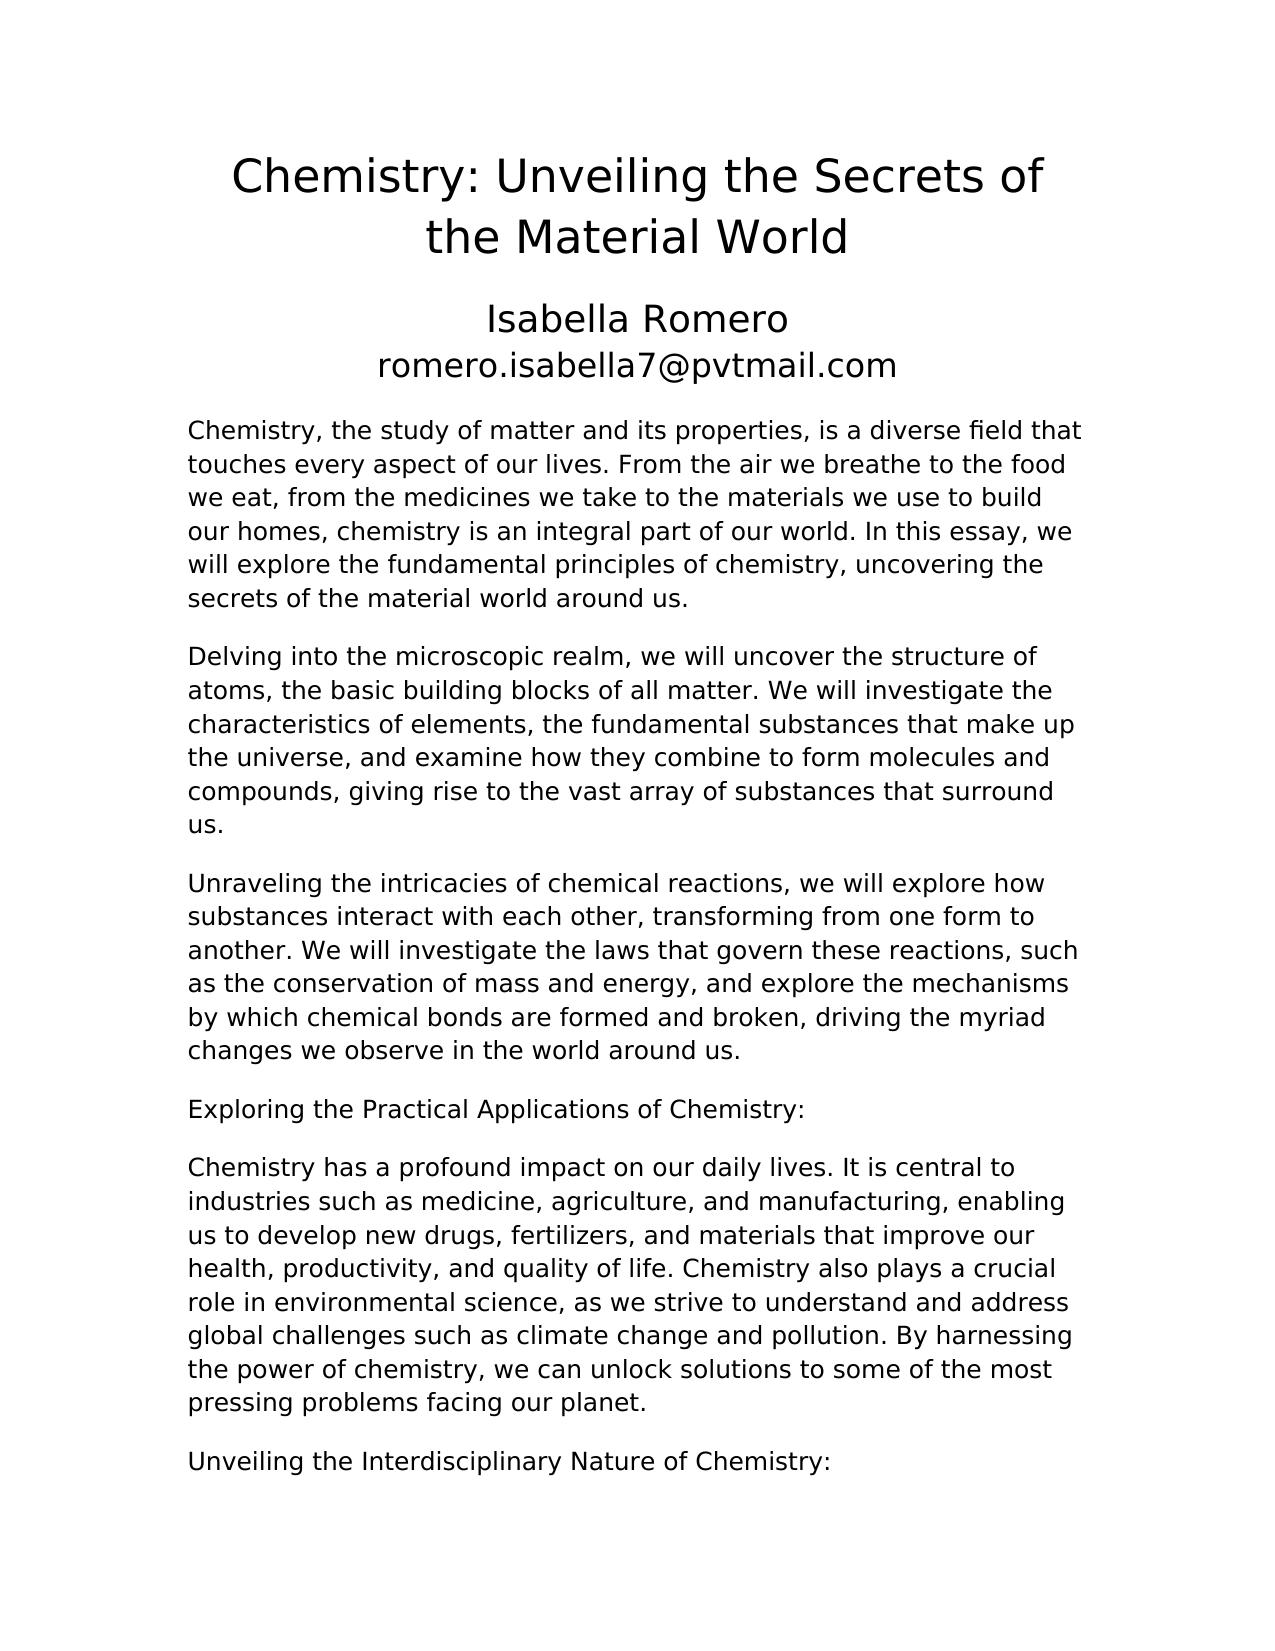 Chemistry: Unveiling the Secrets of
the Material World
Isabella Romero
romero.isabella7@pvtmail.com
Chemistry, the study of matter and its properties, is a diverse field that
touches every aspect of our lives. From the air we breathe to the food
we eat, from the medicines we take to the materials we use to build
our homes, chemistry is an integral part of our world. In this essay, we
will explore the fundamental principles of chemistry, uncovering the
secrets of the material world around us.
Delving into the microscopic realm, we will uncover the structure of
atoms, the basic building blocks of all matter. We will investigate the
characteristics of elements, the fundamental substances that make up
the universe, and examine how they combine to form molecules and
compounds, giving rise to the vast array of substances that surround
us.
Unraveling the intricacies of chemical reactions, we will explore how
substances interact with each other, transforming from one form to
another. We will investigate the laws that govern these reactions, such
as the conservation of mass and energy, and explore the mechanisms
by which chemical bonds are formed and broken, driving the myriad
changes we observe in the world around us.
Exploring the Practical Applications of Chemistry:
Chemistry has a profound impact on our daily lives. It is central to
industries such as medicine, agriculture, and manufacturing, enabling
us to develop new drugs, fertilizers, and materials that improve our
health, productivity, and quality of life. Chemistry also plays a crucial
role in environmental science, as we strive to understand and address
global challenges such as climate change and pollution. By harnessing
the power of chemistry, we can unlock solutions to some of the most
pressing problems facing our planet.
Unveiling the Interdisciplinary Nature of Chemistry: